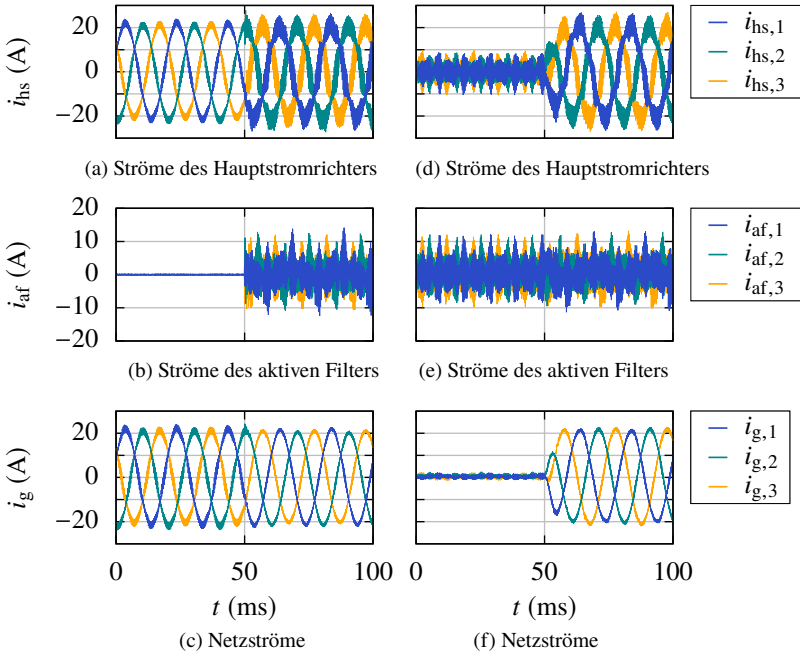 i_hs (A)
20
0
−20
(a) Ströme des Hauptstromrichters
(d) Ströme des Hauptstromrichters
i_hs,1
i_hs,2
i_hs,3
i_af (A)
20
10
0
−10
−20
(b) Ströme des aktiven Filters
(e) Ströme des aktiven Filters
i_af,1
i_af,2
i_af,3
i_g (A)
20
0
−20
0 50 100 0 50 100
t (ms) t (ms)
(c) Netzströme
(f) Netzströme
i_g,1
i_g,2
i_g,3